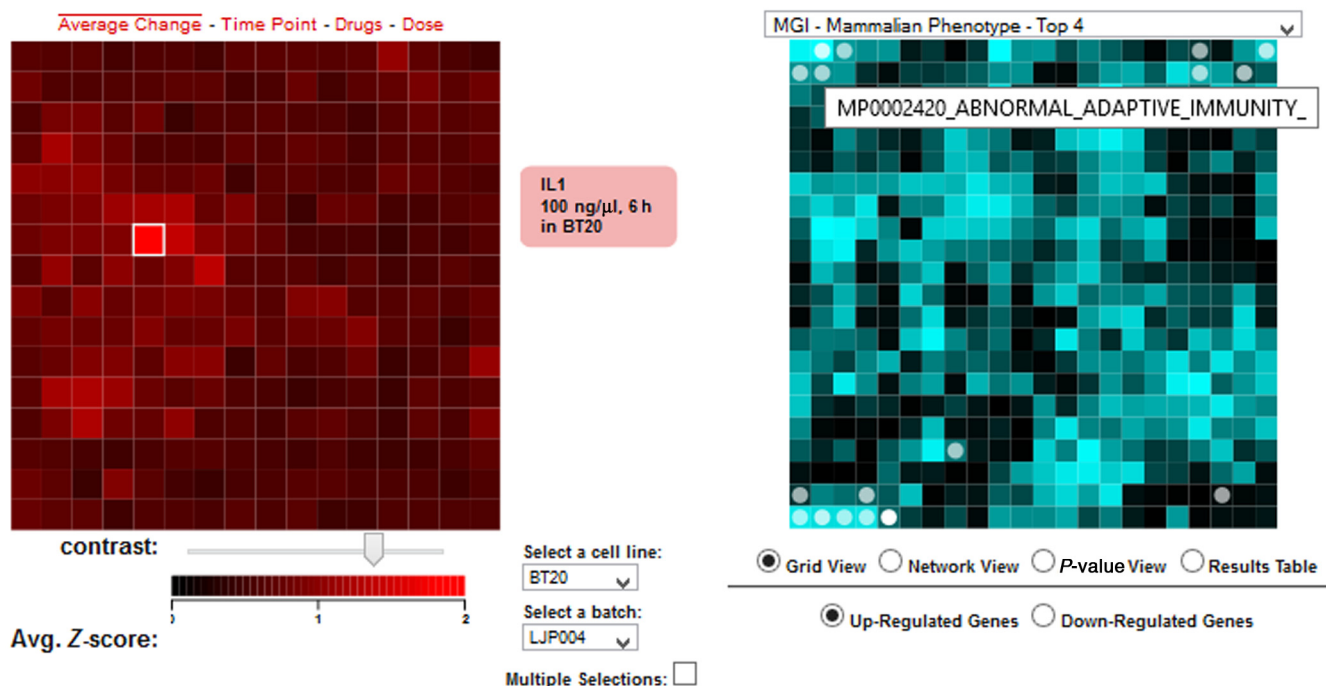 Average Change - Time Point - Drugs - Dose
MGI - Mammalian Phenotype - Top 4
MP0002420_ABNORMAL_ADAPTIVE_IMMUNITY_
IL1
100 ng/μl, 6 h
in BT20
contrast:
0 1 2
Avg. Z-score:
Select a cell line:
BT20
Select a batch:
LJP004
Multiple Selections:
Grid View Network View P-value View Results Table
Up-Regulated Genes Down-Regulated Genes